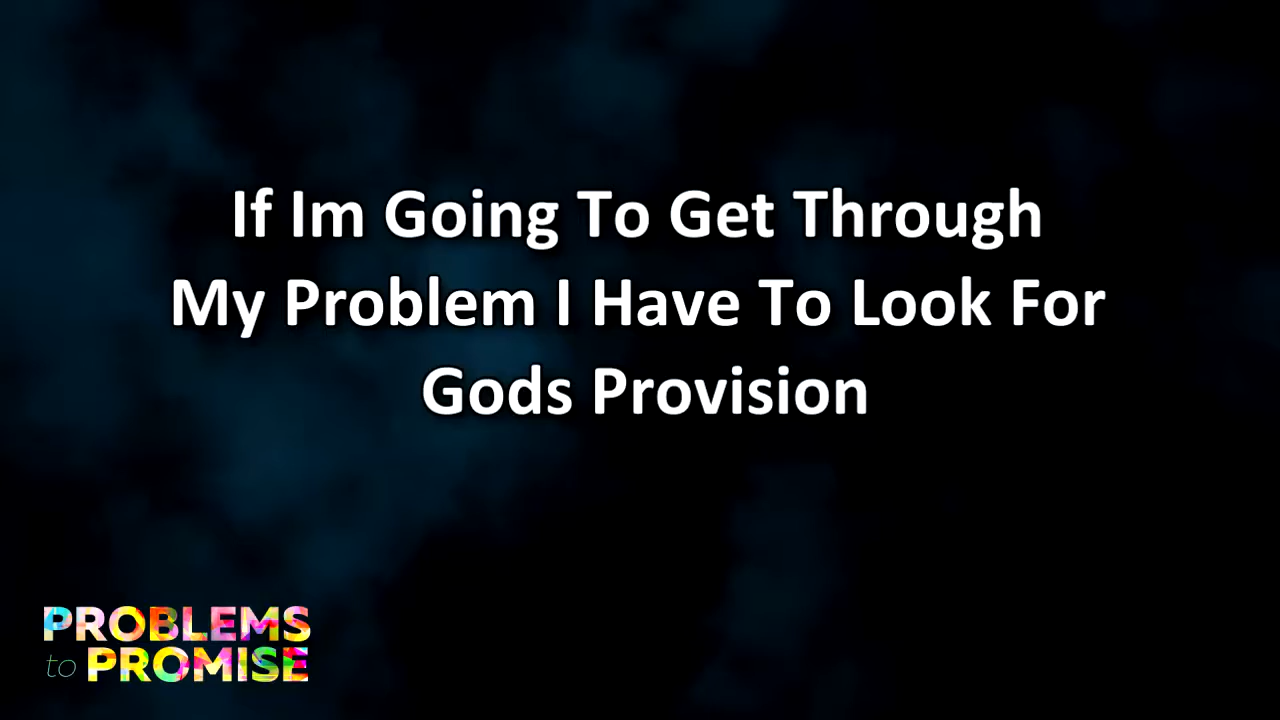 If Im Going To Get Through
My Problem I Have To Look For
Gods Provision
PROBLEMS
to PROMISE